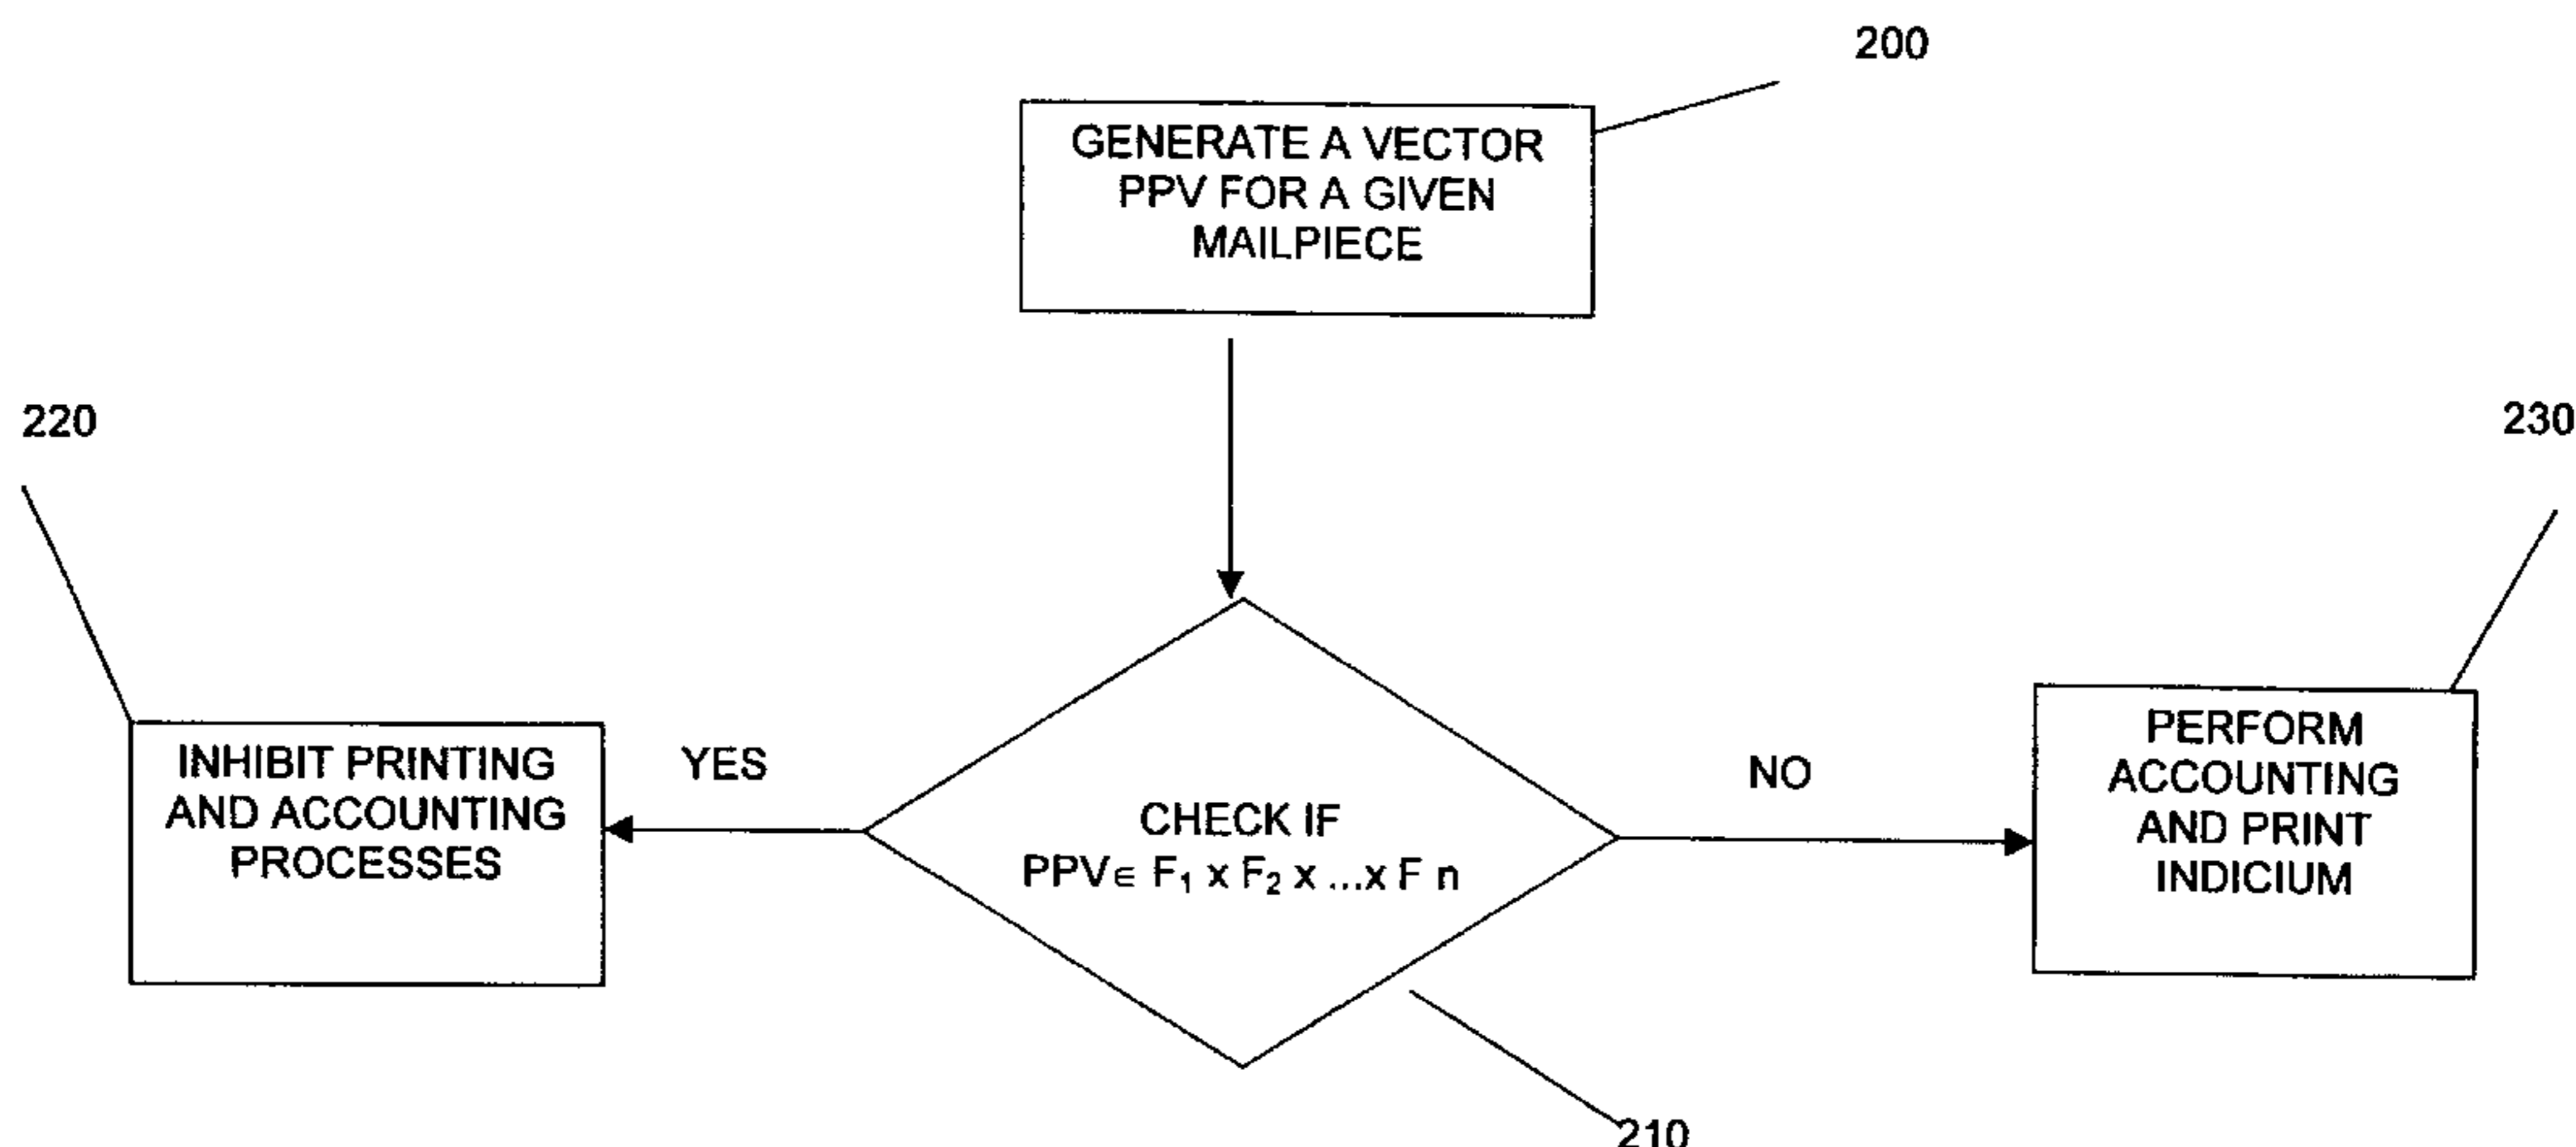 200
GENERATE A VECTOR
PPV FOR A GIVEN
MAILPIECE
220
230
INHIBIT PRINTING
AND ACCOUNTING
PROCESSES
YES
CHECK IF
PPV∈ F₁ x F₂ x ...x F n
NO
PERFORM
ACCOUNTING
AND PRINT
INDICIUM
210